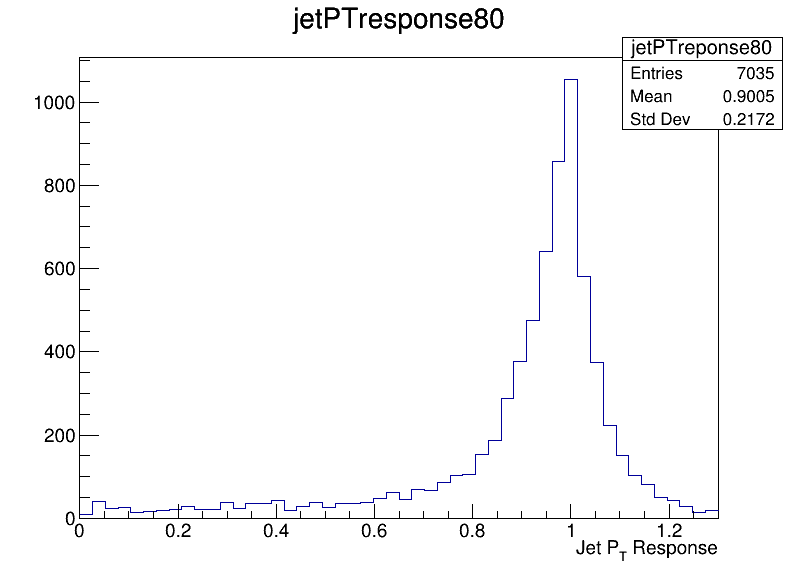 jetPTresponse80
jetPTreponse80
Entries 7035
Mean 0.9005
Std Dev 0.2172
1000
800
600
400
200
0
0 0.2 0.4 0.6 0.8 1 1.2
Jet P_T Response